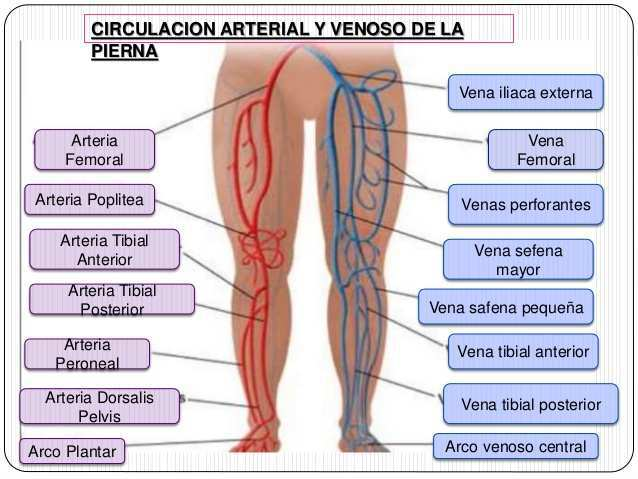 CIRCULACION ARTERIAL Y VENOSO DE LA
PIERNA
Arteria
Femoral
Arteria Poplitea
Arteria Tibial
Anterior
Arteria Tibial
Posterior
Arteria
Peroneal
Arteria Dorsalis
Pelvis
Arco Plantar
Vena iliaca externa
Vena
Femoral
Venas perforantes
Vena sefena
mayor
Vena safena pequeña
Vena tibial anterior
Vena tibial posterior
Arco venoso central